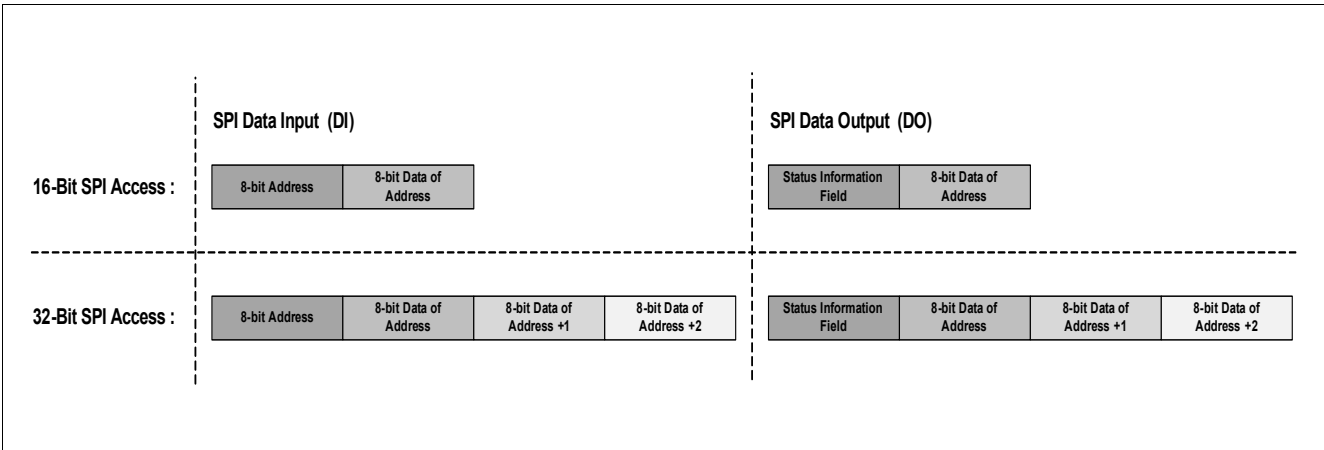 SPI Data Input (DI)
SPI Data Output (DO)
16-Bit SPI Access :
8-bit Address
8-bit Data of
Address
Status Information
Field
8-bit Data of
Address
32-Bit SPI Access :
8-bit Address
8-bit Data of
Address
8-bit Data of
Address +1
8-bit Data of
Address +2
Status Information
Field
8-bit Data of
Address
8-bit Data of
Address +1
8-bit Data of
Address +2